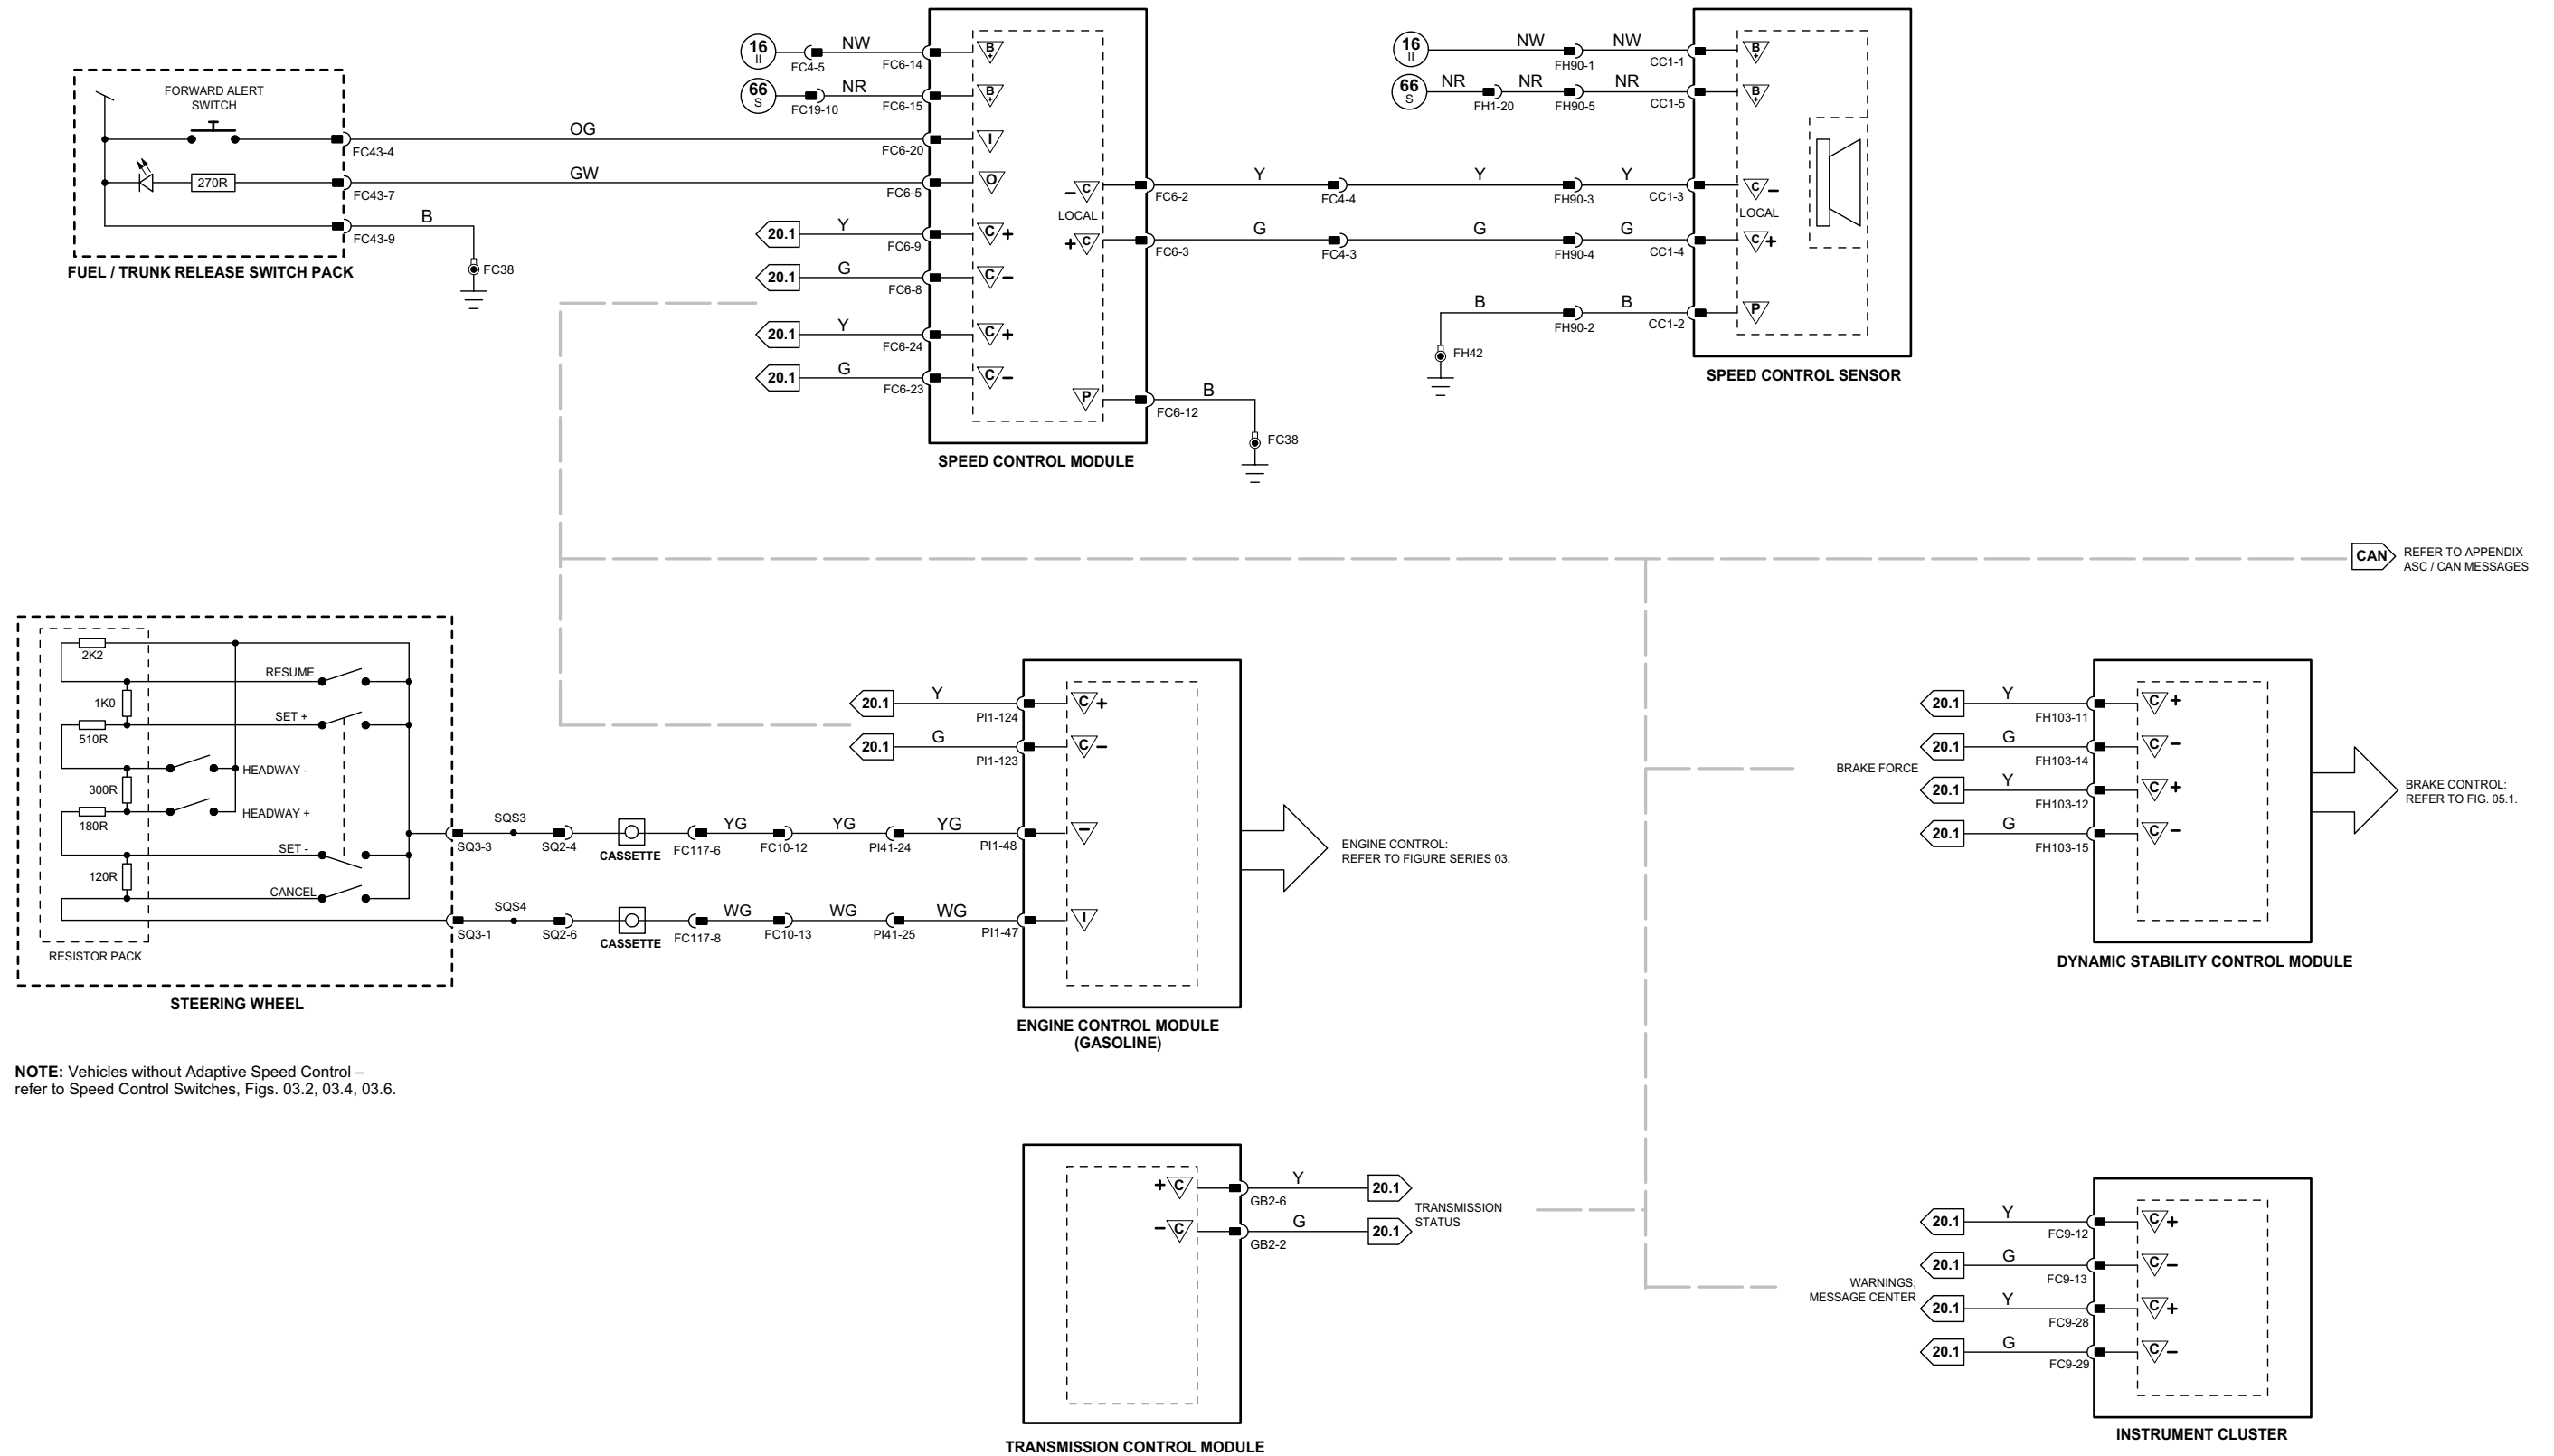 FORWARD ALERT
SWITCH
270R
FC43-4
FC43-7
FC43-9
OG
GW
B
FC38
FUEL / TRUNK RELEASE SWITCH PACK
16
II
FC4-5
NW
FC6-14
B
+
66
S
FC19-10
NR
FC6-15
B
+
FC6-20
I
FC6-5
O
20.1
Y
FC6-9
C
+
20.1
G
FC6-8
C
–
20.1
Y
FC6-24
C
+
20.1
G
FC6-23
C
–
– C
LOCAL
+ C
P
FC6-2
FC6-3
FC6-12
B
FC38
SPEED CONTROL MODULE
Y
FC4-4
Y
FH90-3
Y
CC1-3
G
FC4-3
G
FH90-4
G
CC1-4
16
II
NW
FH90-1
NW
CC1-1
B
+
66
S
NR
FH1-20
NR
FH90-5
NR
CC1-5
B
+
C –
LOCAL
C +
B
FH90-2
B
CC1-2
P
FH42
SPEED CONTROL SENSOR
CAN
REFER TO APPENDIX
ASC / CAN MESSAGES
2K2
RESUME
1K0
SET +
510R
HEADWAY -
300R
HEADWAY +
180R
SET -
120R
CANCEL
RESISTOR PACK
STEERING WHEEL
SQ3-3
SQS3
SQ2-4
CASSETTE
FC117-6
YG
FC10-12
YG
PI41-24
YG
PI1-48
–
SQ3-1
SQS4
SQ2-6
CASSETTE
FC117-8
WG
FC10-13
WG
PI41-25
WG
PI1-47
I
20.1
Y
PI1-124
C +
20.1
G
PI1-123
C –
ENGINE CONTROL:
REFER TO FIGURE SERIES 03.
ENGINE CONTROL MODULE
(GASOLINE)
BRAKE FORCE
20.1
Y
FH103-11
C +
20.1
G
FH103-14
C –
20.1
Y
FH103-12
C +
20.1
G
FH103-15
C –
BRAKE CONTROL:
REFER TO FIG. 05.1.
DYNAMIC STABILITY CONTROL MODULE
NOTE: Vehicles without Adaptive Speed Control –
refer to Speed Control Switches, Figs. 03.2, 03.4, 03.6.
+ C
GB2-6
Y
20.1
– C
GB2-2
G
20.1
TRANSMISSION
STATUS
TRANSMISSION CONTROL MODULE
WARNINGS;
MESSAGE CENTER
20.1
Y
FC9-12
C +
20.1
G
FC9-13
C –
20.1
Y
FC9-28
C +
20.1
G
FC9-29
C –
INSTRUMENT CLUSTER